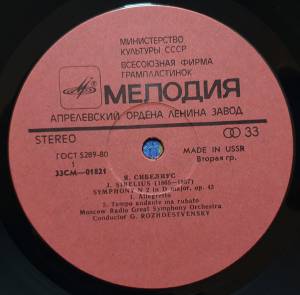 МИНИСТЕРСТВО
КУЛЬТУРЫ СССР
ВСЕСОЮЗНАЯ ФИРМА
ГРАМПЛАСТИНОК
МЕЛОДИЯ
АПРЕЛЕВСКИЙ ОРДЕНА ЛЕНИНА ЗАВОД
STEREO
33
ГОСТ 5289-80
MADE IN USSR
1
Вторая гр.
33СМ—01821
Я. СИБЕЛИУС
J. SIBELIUS (1865—1957)
SYMPHONY N 2 in D major, op. 43
1. Allegretto
2. Tempo andante ma rubato
Moscow Radio Great Symphony Orchestra
Conductor G. ROZHDESTVENSKY